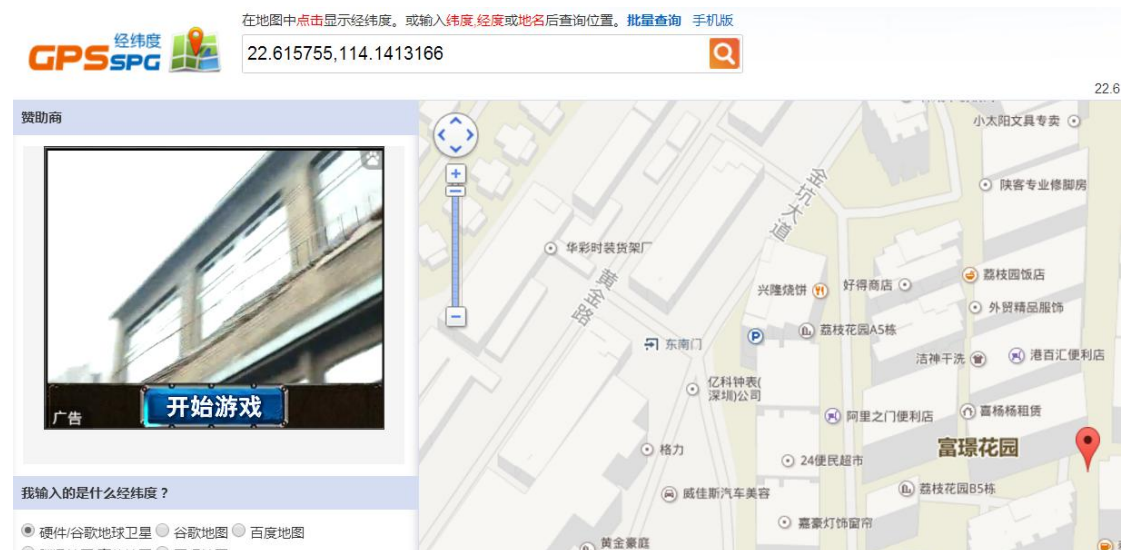 在地图中点击显示经纬度。或输入纬度,经度或地名后查询位置。批量查询 手机版
GPSSPG 经纬度
22.615755,114.1413166
22.6
赞助商
广告
开始游戏
我输入的是什么经纬度？
硬件/谷歌地球卫星 谷歌地图 百度地图
小太阳文具专卖
陕客专业修脚房
金坑大道
华彩时装货架厂
黄金路
荔枝园饭店
兴隆烧饼
好得商店
外贸精品服饰
荔枝花园A5栋
东南门
P
洁神干洗
港百汇便利店
亿科钟表(
深圳)公司
阿里之门便利店
喜杨杨租赁
富璟花园
格力
24便民超市
威佳斯汽车美容
荔枝花园B5栋
嘉豪灯饰窗帘
黄金豪庭